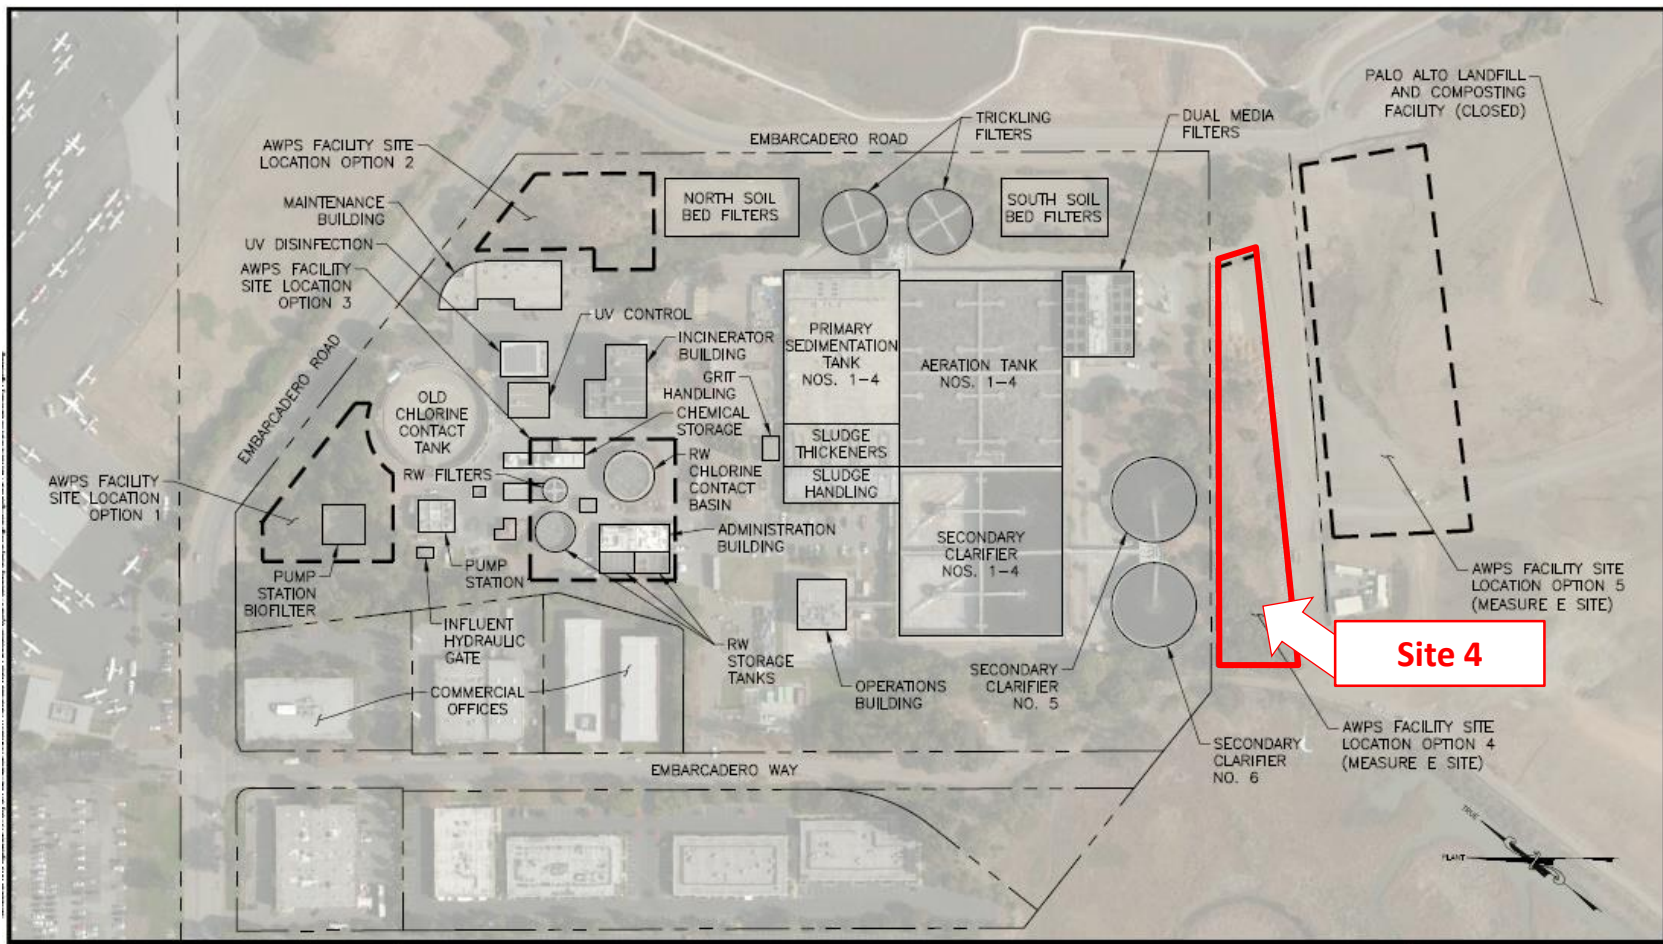 PALO ALTO LANDFILL
AND COMPOSTING
FACILITY (CLOSED)
TRICKLING
FILTERS
DUAL MEDIA
FILTERS
EMBARCADERO ROAD
AWPS FACILITY SITE
LOCATION OPTION 2
MAINTENANCE
BUILDING
NORTH SOIL
BED FILTERS
SOUTH SOIL
BED FILTERS
UV DISINFECTION
AWPS FACILITY
SITE LOCATION
OPTION 3
UV CONTROL
INCINERATOR
BUILDING
PRIMARY
SEDIMENTATION
TANK
NOS. 1-4
AERATION TANK
NOS. 1-4
EMBARCADERO ROAD
GRIT
HANDLING
CHEMICAL
STORAGE
OLD
CHLORINE
CONTACT
TANK
SLUDGE
THICKENERS
SLUDGE
HANDLING
RW FILTERS
RW
CHLORINE
CONTACT
BASIN
AWPS FACILITY
SITE LOCATION
OPTION 1
ADMINISTRATION
BUILDING
SECONDARY
CLARIFIER
NOS. 1-4
PUMP
STATION
BIOFILTER
PUMP
STATION
AWPS FACILITY SITE
LOCATION OPTION 5
(MEASURE E SITE)
INFLUENT
HYDRAULIC
GATE
RW
STORAGE
TANKS
Site 4
COMMERCIAL
OFFICES
OPERATIONS
BUILDING
SECONDARY
CLARIFIER
NO. 5
AWPS FACILITY SITE
LOCATION OPTION 4
(MEASURE E SITE)
SECONDARY
CLARIFIER
NO. 6
EMBARCADERO WAY
TRUE
PLANT